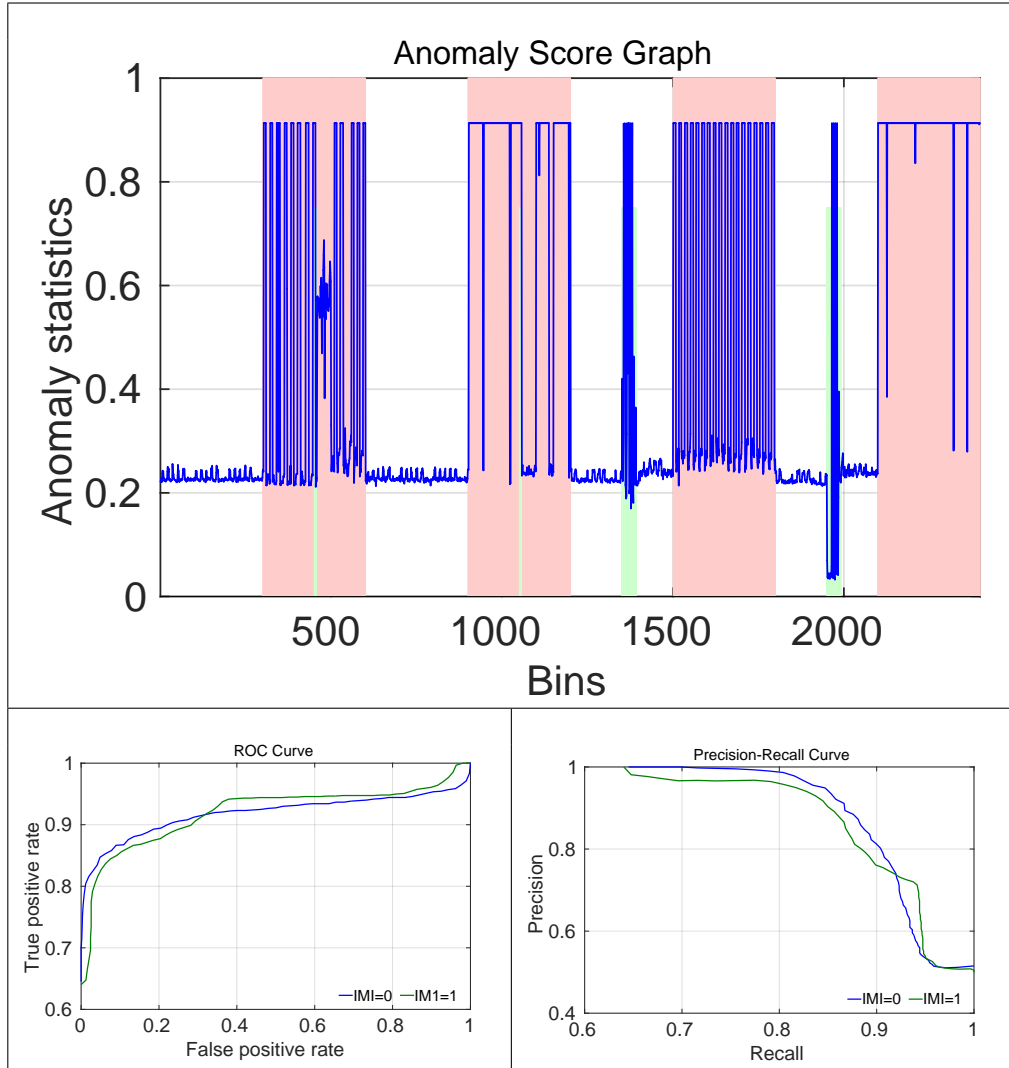 Anomaly Score Graph
1
0.8
0.6
0.4
0.2
0
Anomaly statistics
500
1000
1500
2000
Bins
ROC Curve
1
0.9
0.8
0.7
0.6
True positive rate
IMI=0
IM1=1
0
0.2
0.4
0.6
0.8
1
False positive rate
Precision-Recall Curve
1
0.8
0.6
0.4
Precision
IMI=0
IMI=1
0.6
0.7
0.8
0.9
1
Recall